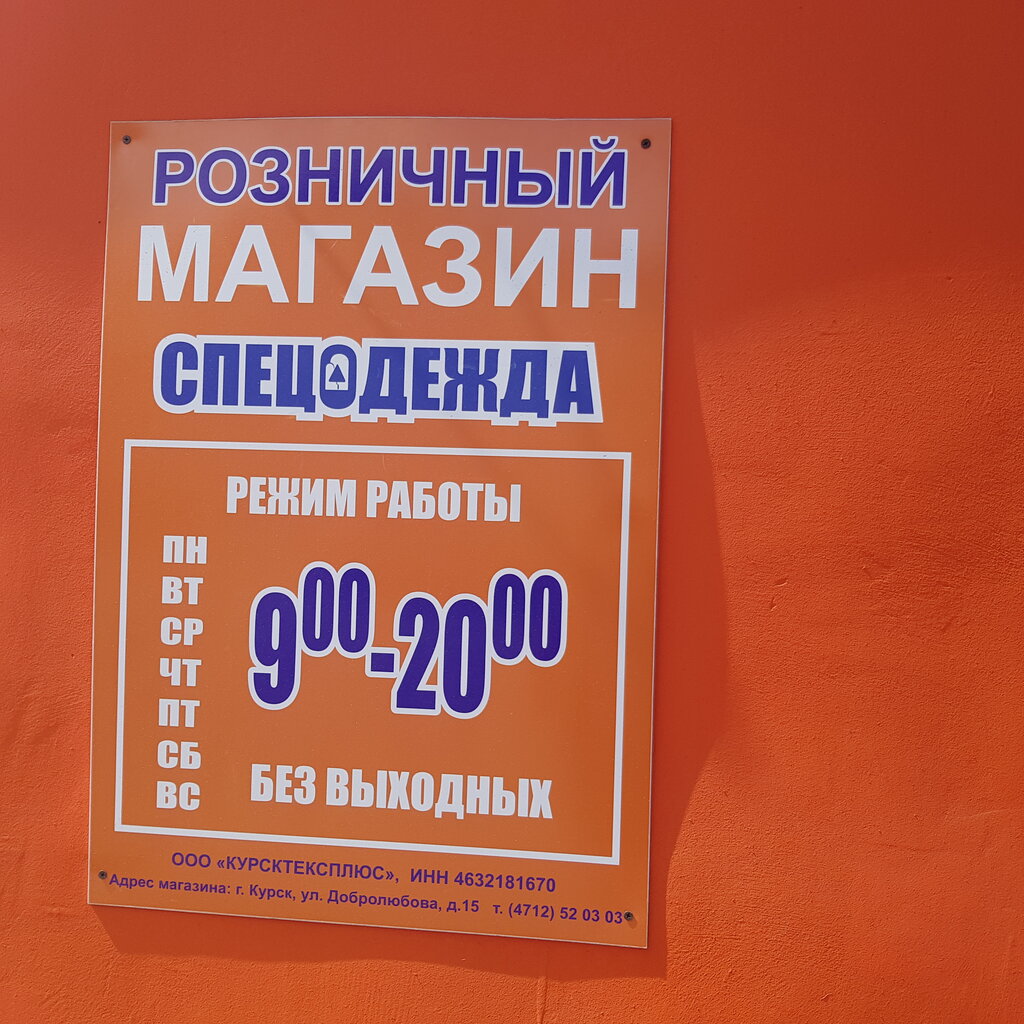 РОЗНИЧНЫЙ
МАГАЗИН
СПЕЦОДЕЖДА
РЕЖИМ РАБОТЫ
ПН
ВТ
СР
ЧТ
ПТ
СБ
ВС
9⁰⁰-20⁰⁰
БЕЗ ВЫХОДНЫХ
ООО «КУРСКТЕКСПЛЮС», ИНН 4632181670
Адрес магазина: г. Курск, ул. Добролюбова, д.15 т. (4712) 52 03 03